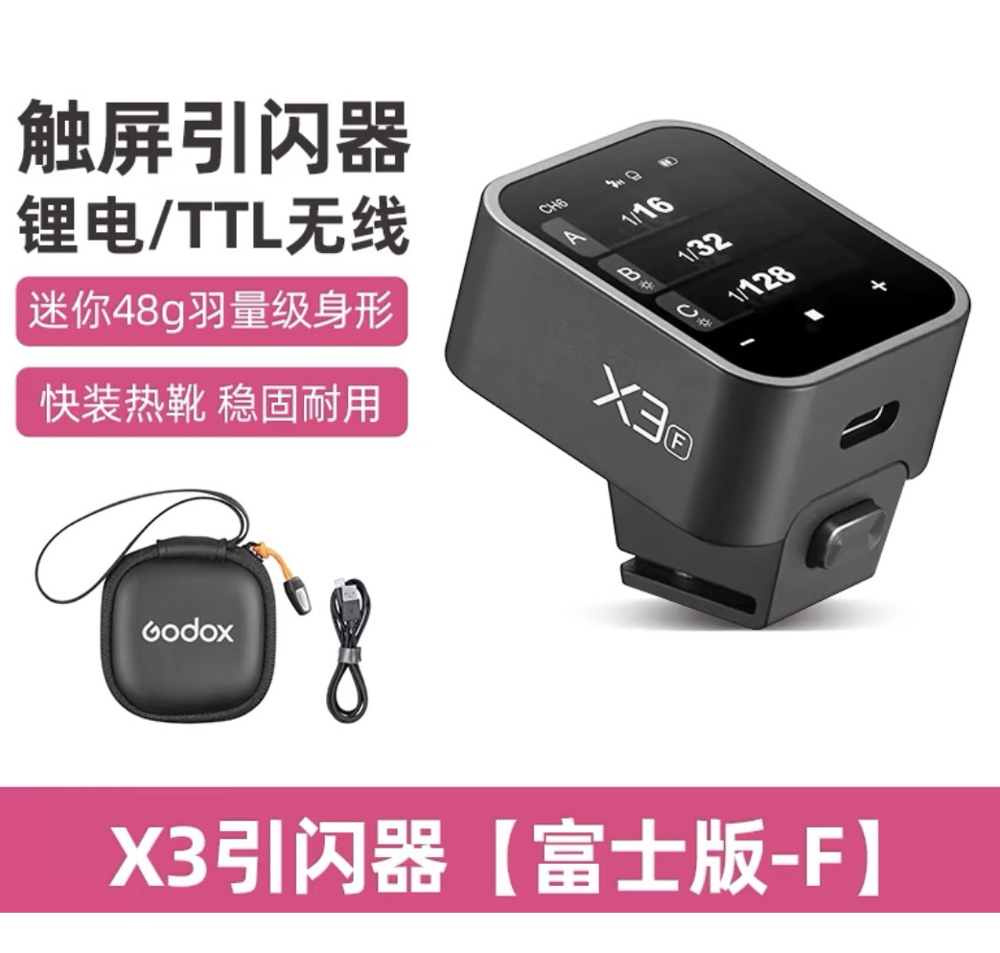 触屏引闪器
锂电/TTL无线
迷你48g羽量级身形
快装热靴 稳固耐用
CH6
A 1/16
B 1/32
C 1/128
- +
X3 F
Godox
X3引闪器【富士版-F】